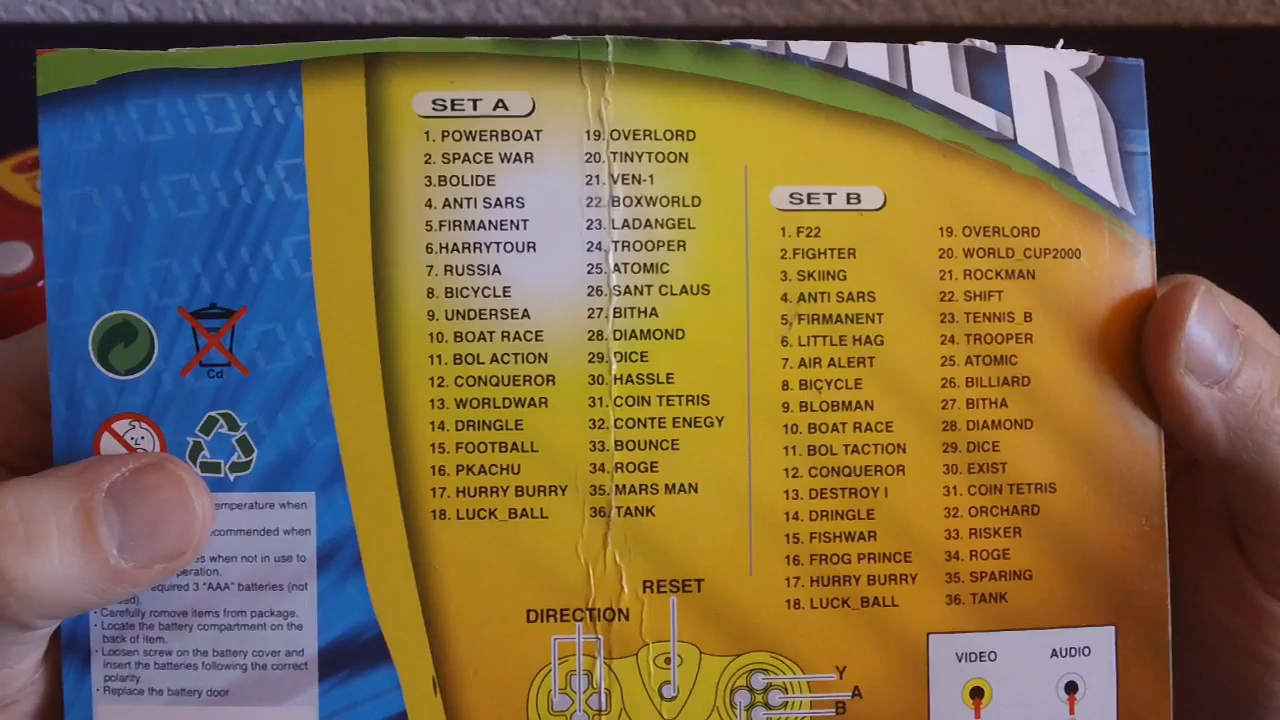 SET A
1. POWERBOAT
2. SPACE WAR
3.BOLIDE
4. ANTI SARS
5.FIRMANENT
6.HARRYTOUR
7. RUSSIA
8. BICYCLE
9. UNDERSEA
10. BOAT RACE
11. BOL ACTION
12. CONQUEROR
13. WORLDWAR
14. DRINGLE
15. FOOTBALL
16. PKACHU
17. HURRY BURRY
18. LUCK_BALL
19. OVERLORD
20. TINYTOON
21. VEN-1
22. BOXWORLD
23. LADANGEL
24. TROOPER
25. ATOMIC
26. SANT CLAUS
27. BITHA
28. DIAMOND
29. DICE
30. HASSLE
31. COIN TETRIS
32. CONTE ENEGY
33. BOUNCE
34. ROGE
35. MARS MAN
36. TANK
SET B
1. F22
2.FIGHTER
3. SKIING
4. ANTI SARS
5. FIRMANENT
6. LITTLE HAG
7. AIR ALERT
8. BICYCLE
9. BLOBMAN
10. BOAT RACE
11. BOL TACTION
12. CONQUEROR
13. DESTROY I
14. DRINGLE
15. FISHWAR
16. FROG PRINCE
17. HURRY BURRY
18. LUCK_BALL
19. OVERLORD
20. WORLD_CUP2000
21. ROCKMAN
22. SHIFT
23. TENNIS_B
24. TROOPER
25. ATOMIC
26. BILLIARD
27. BITHA
28. DIAMOND
29. DICE
30. EXIST
31. COIN TETRIS
32. ORCHARD
33. RISKER
34. ROGE
35. SPARING
36. TANK
Cd
temperature when
recommended when
when not in use to
required 3 "AAA" batteries (not
• Carefully romove items from package.
• Locate the battery compartment on the
back of item.
• Loosen screw on the battery cover and
Insert the batteries following the correct
polarity.
• Replace the battery door
RESET
DIRECTION
Y
A
B
VIDEO
AUDIO